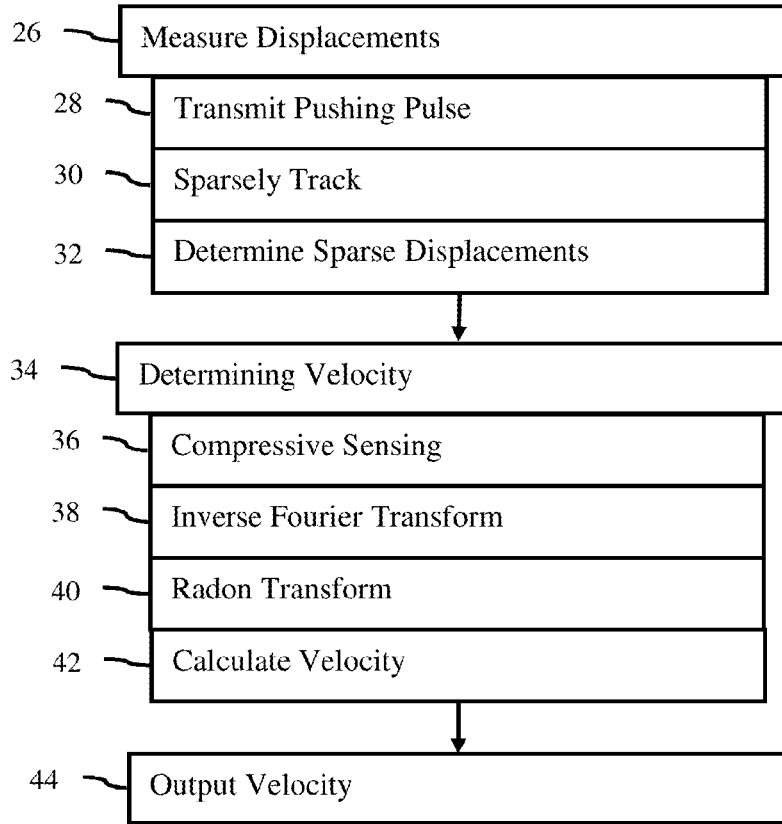 26 Measure Displacements
28 Transmit Pushing Pulse
30 Sparsely Track
32 Determine Sparse Displacements
34 Determining Velocity
36 Compressive Sensing
38 Inverse Fourier Transform
40 Radon Transform
42 Calculate Velocity
44 Output Velocity